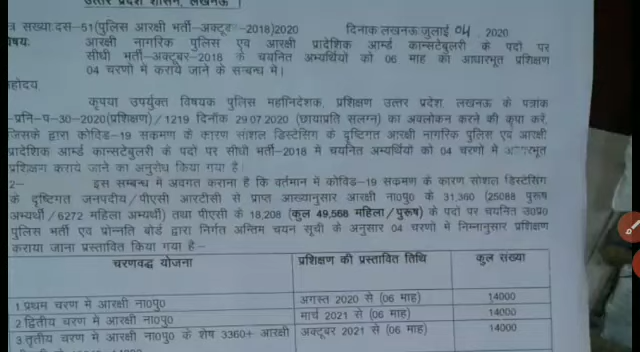 उत्तर प्रदेश शासन, लखनऊ ।
सख्याःदस–51(पुलिस आरक्षी भर्ती–अक्टूबर–2018)2020 दिनाक लखनऊ जुलाई 04 , 2020
विषय: आरक्षी नागरिक पुलिस एव आरक्षी प्रादेशिक आर्म्ड कान्सटेबुलरी के पदो पर
सीधी भर्ती–अक्टूबर–2018 के चयनित अभ्यर्थियों को 06 माह का आधारभूत प्रशिक्षण
04 चरणो मे कराये जाने के सम्बन्ध मे।
महोदय,
कृपया उपर्युक्त विषयक पुलिस महानिदेशक, प्रशिक्षण उत्तर प्रदेश लखनऊ के पत्रांक
–प्रनि–प–30–2020(प्रशिक्षण)/1219 दिनॉक 29.07.2020 (छायाप्रति सलग्न) का अवलोकन करने की कृपा करें,
जिसके द्वारा कोविड–19 सकमण के कारण सोशल डिस्टेसिंग के दृष्टिगत आरक्षी नागरिक पुलिस एव आरक्षी
प्रादेशिक आर्म्ड कान्सटेबुलरी के पदो पर सीधी भर्ती–2018 मे चयनित अभ्यर्थियों को 04 चरणो मे आधारभूत
प्रशिक्षण कराये जाने का अनुरोध किया गया है।
2– इस सम्बन्ध मे अवगत कराना है कि वर्तमान में कोविड–19 सकमण के कारण सोशल डिस्टेसिग
के दृष्टिगत जनपदीय/पीएसी आरटीसी से प्राप्त आख्यानुसार आरक्षी ना0पु0 के 31,360 (25088 पुरूष
अभ्यर्थी/6272 महिला अभ्यर्थी) तथा पीएसी के 18,208 (कुल 49,568 महिला/पुरूष) के पदो पर चयनित उ0प्र0
पुलिस भर्ती एव प्रोन्नति बोर्ड द्वारा निर्गत अन्तिम चयन सूची के अनुसार 04 चरणो मे निम्नानुसार प्रशिक्षण
कराया जाना प्रस्तावित किया गया है:–
चरणवद्ध योजना प्रशिक्षण की प्रस्तावित तिथि कुल संख्या
1.प्रथम चरण मे आरक्षी ना0पु0 अगस्त 2020 से (06 माह) 14000
2.द्वितीय चरण मे आरक्षी ना0पु0 मार्च 2021 से (06 माह) 14000
3.तृतीय चरण मे आरक्षी ना0पु0 के शेष 3360+ आरक्षी अक्टूबर 2021 से (06 माह) 14000